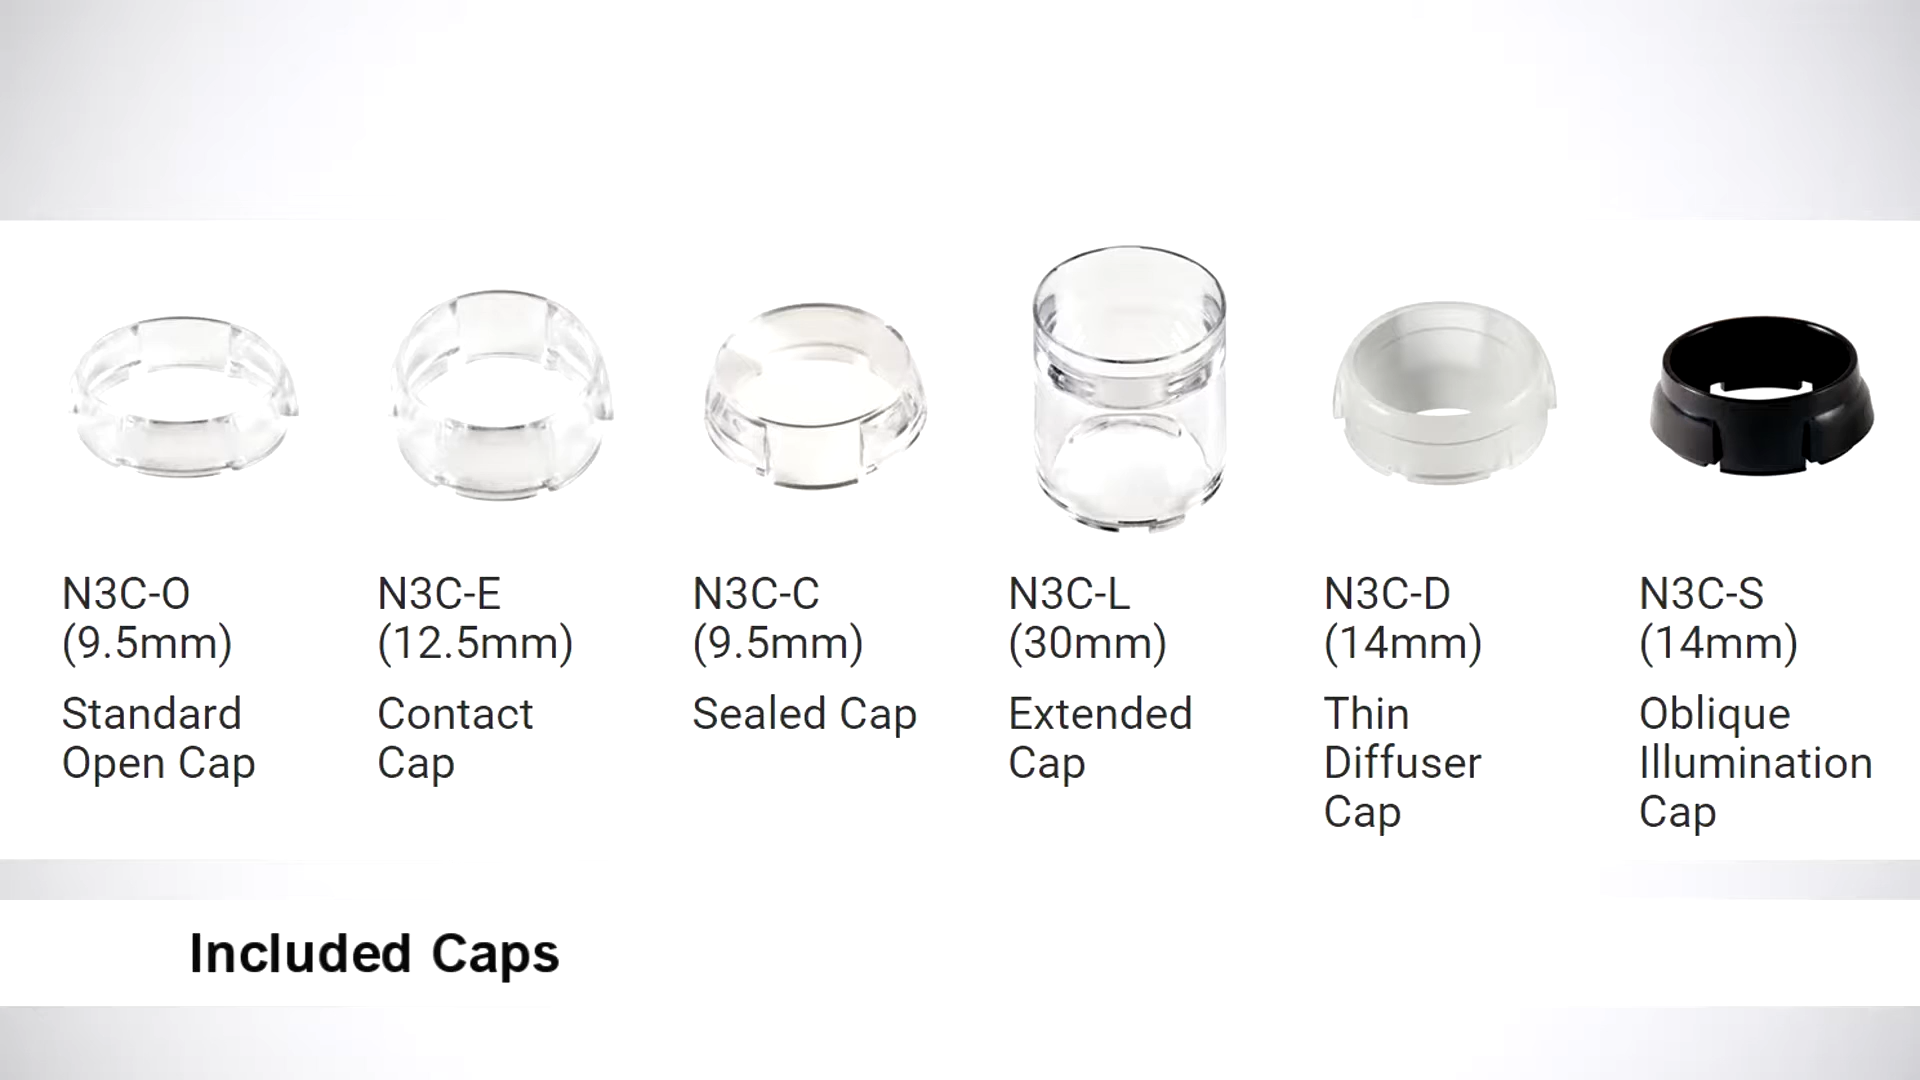 N3C-O
(9.5mm)
Standard
Open Cap
N3C-E
(12.5mm)
Contact
Cap
N3C-C
(9.5mm)
Sealed Cap
N3C-L
(30mm)
Extended
Cap
N3C-D
(14mm)
Thin
Diffuser
Cap
N3C-S
(14mm)
Oblique
Illumination
Cap
Included Caps